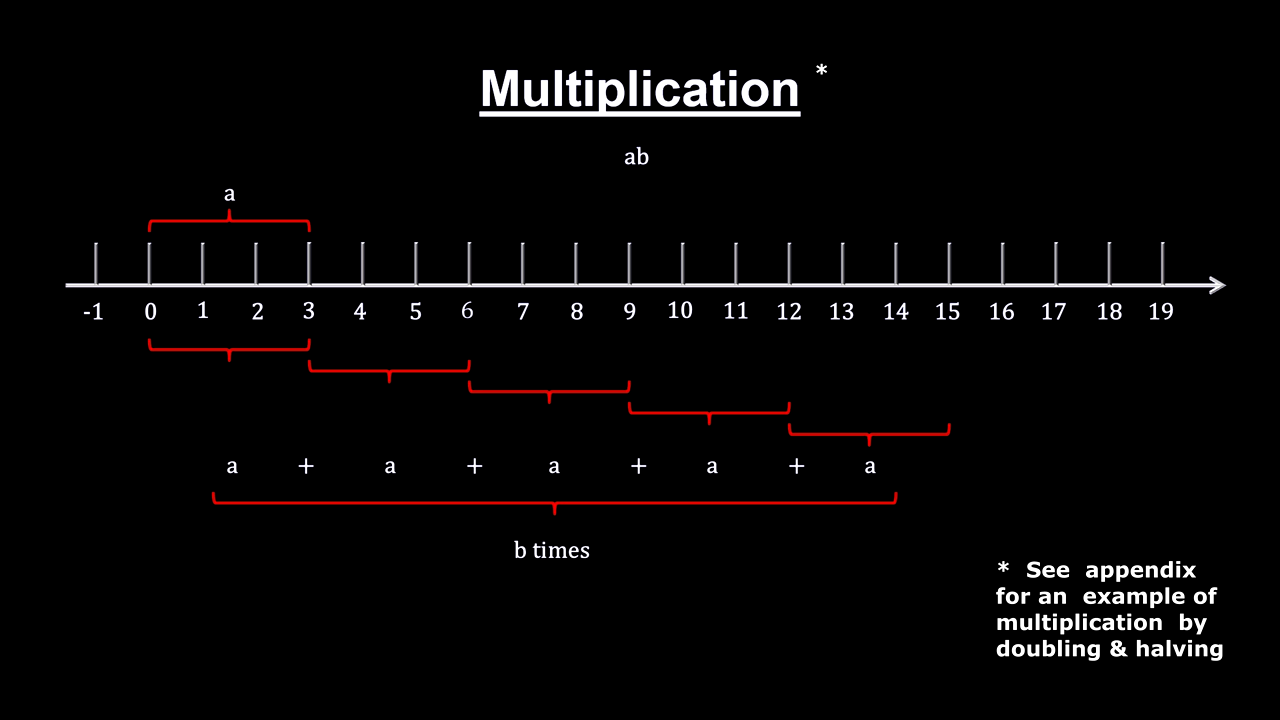 Multiplication *
ab
a
-1 0 1 2 3 4 5 6 7 8 9 10 11 12 13 14 15 16 17 18 19
a + a + a + a + a
b times
* See appendix
for an example of
multiplication by
doubling & halving